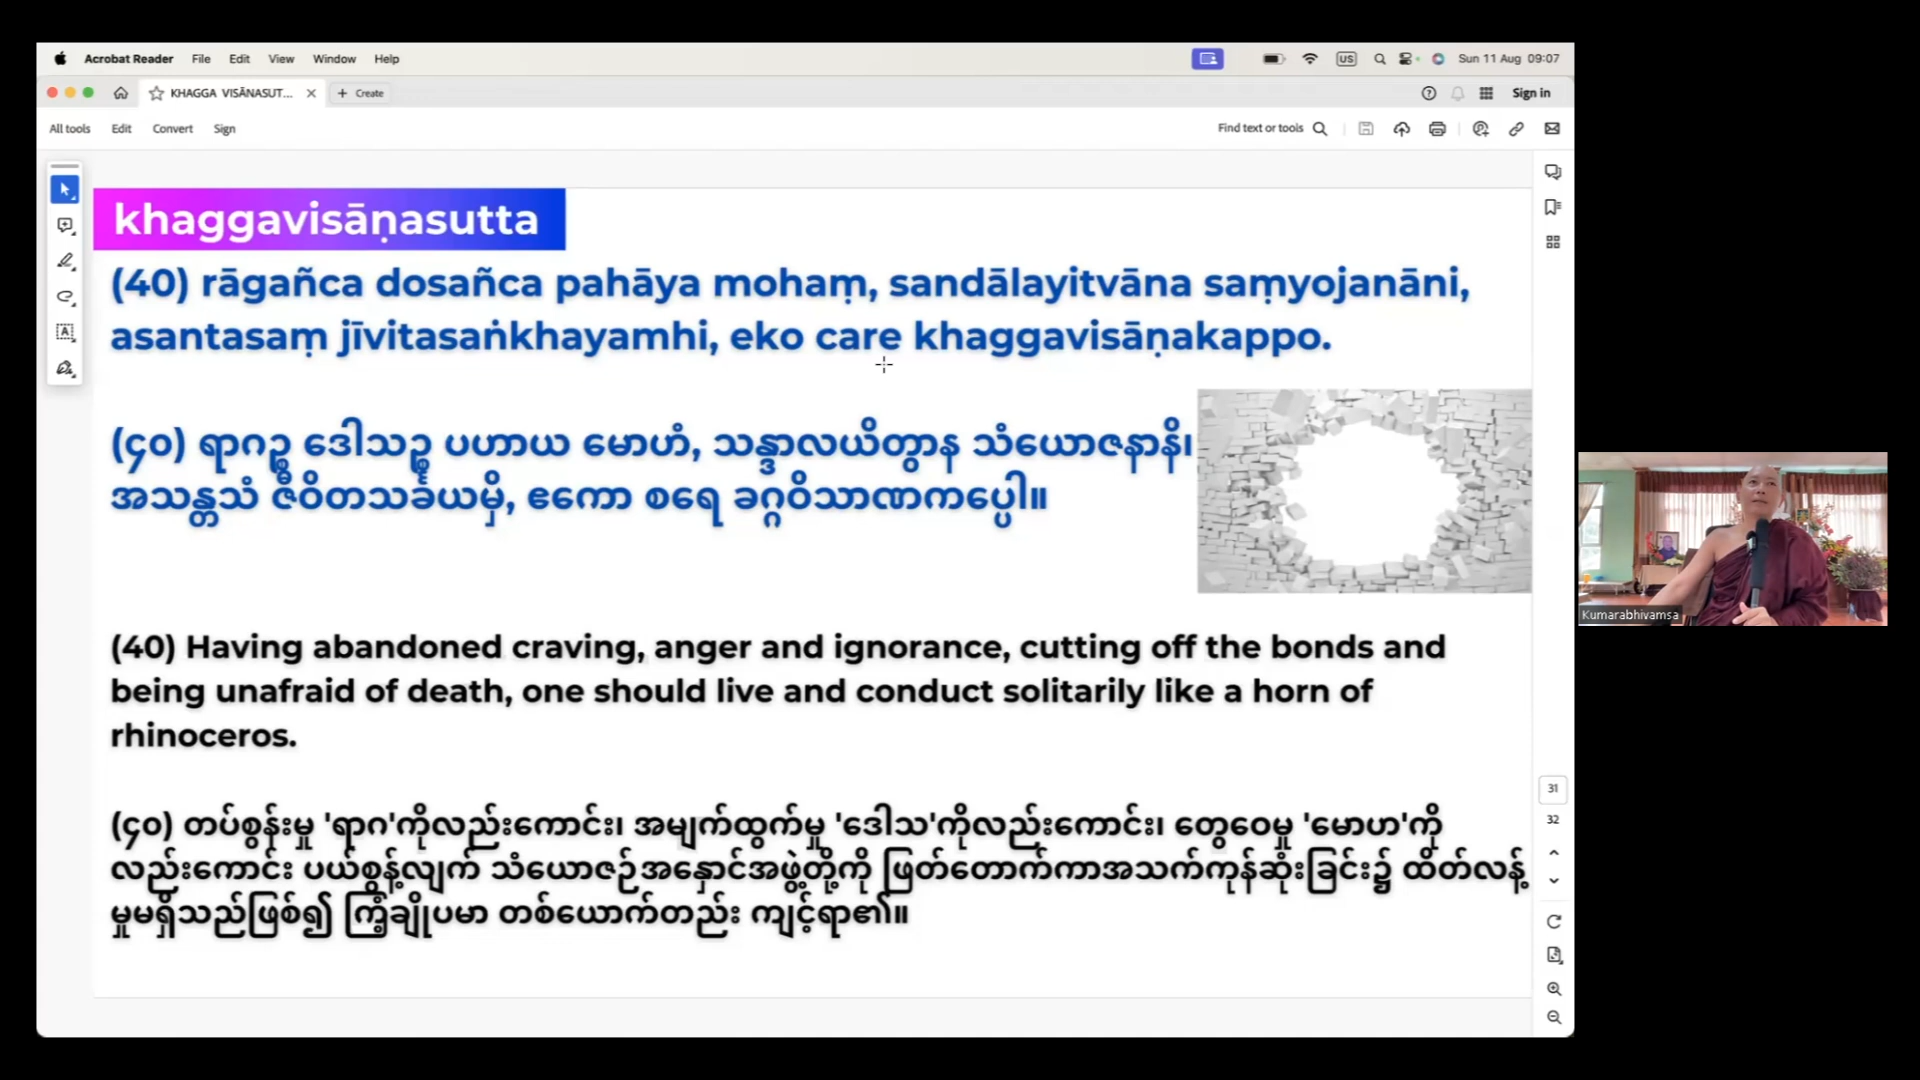 Acrobat Reader File Edit View Window Help US Sun 11 Aug 09:07
KHAGGA VISĀNASUT... + Create Sign in
All tools Edit Convert Sign Find text or tools
khaggavisāṇasutta
(40) rāgañca dosañca pahāya mohaṃ, sandālayitvāna saṃyojanāni,
asantasaṃ jīvitasaṅkhayamhi, eko care khaggavisāṇakappo.
(၄၀) ရာဂဉ္စ ဒေါသဉ္စ ပဟာယ မောဟံ, သန္ဒာလယိတွာန သံယောဇနာနိ၊
အသန္တသံ ဇီဝိတသင်္ခယမှိ, ဧကော စရေ ခဂ္ဂဝိသာဏကပ္ပေါ။
(40) Having abandoned craving, anger and ignorance, cutting off the bonds and
being unafraid of death, one should live and conduct solitarily like a horn of
rhinoceros.
(၄၀) တပ်စွန်းမှု 'ရာဂ'ကိုလည်းကောင်း၊ အမျက်ထွက်မှု 'ဒေါသ'ကိုလည်းကောင်း၊ တွေဝေမှု 'မောဟ'ကို
လည်းကောင်း ပယ်စွန့်လျက် သံယောဇဉ်အနှောင်အဖွဲ့တို့ကို ဖြတ်တောက်ကာအသက်ကုန်ဆုံးခြင်း၌ ထိတ်လန့်
မှုမရှိသည်ဖြစ်၍ ကြံ့ချိုပမာ တစ်ယောက်တည်း ကျင့်ရာ၏။
31
32
Kumarabhivamsa